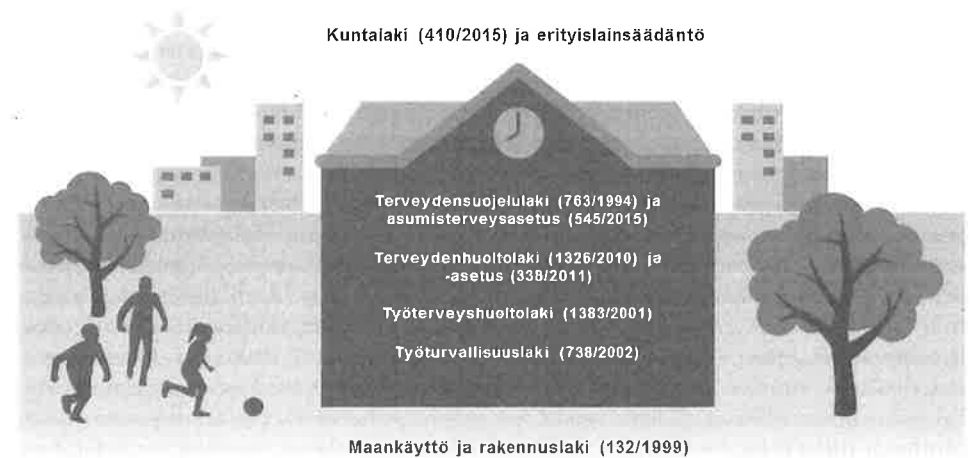 Kuntalaki (410/2015) ja erityislainsäädäntö
Terveydensuojelulaki (763/1994) ja
asumisterveysasetus (545/2015)
Terveydenhuoltolaki (1326/2010) ja
-asetus (338/2011)
Työterveyshuoltolaki (1383/2001)
Työturvallisuuslaki (738/2002)
Maankäyttö ja rakennuslaki (132/1999)